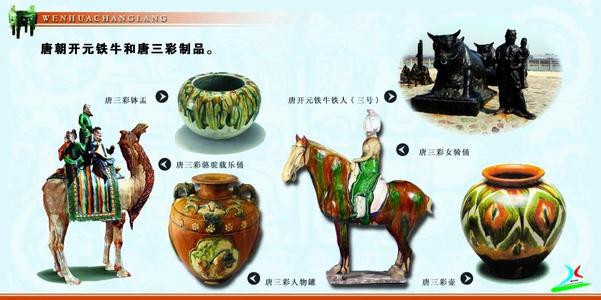 WENHUACHANGLANG
唐朝开元铁牛和唐三彩制品。
唐三彩钵盂
唐开元铁牛铁人(三号)
唐三彩骆驼载乐俑
唐三彩女骑俑
唐三彩人物罐
唐三彩壶